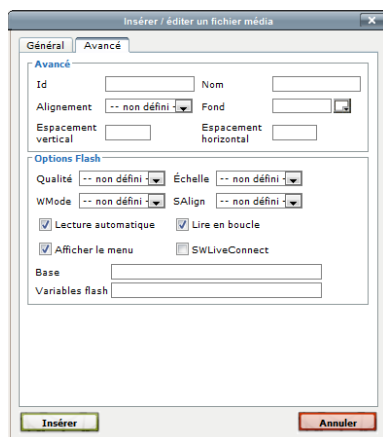 Insérer / éditer un fichier média
Général Avancé
Avancé
Id Nom
Alignement -- non défini - Fond
Espacement vertical Espacement horizontal
Options Flash
Qualité -- non défini - Échelle -- non défini -
WMode -- non défini - SAlign -- non défini -
Lecture automatique Lire en boucle
Afficher le menu SWLiveConnect
Base
Variables flash
Insérer Annuler